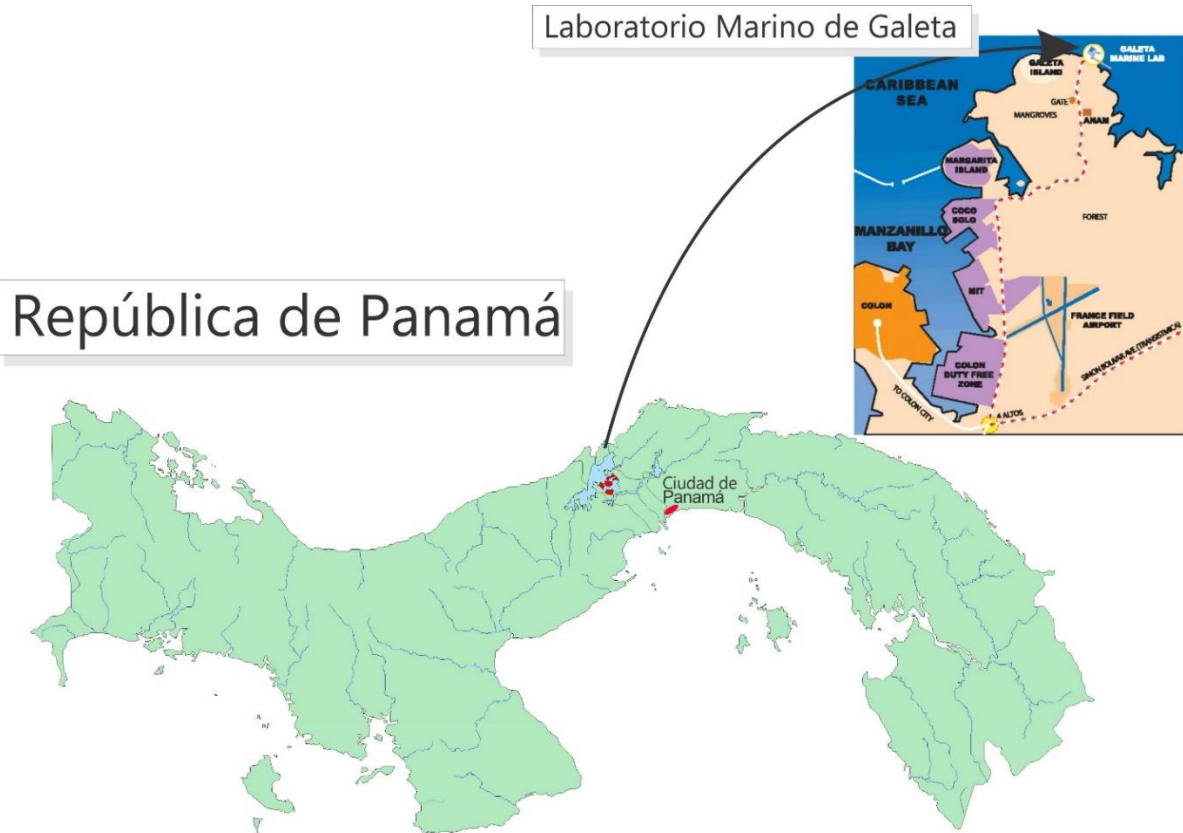 Laboratorio Marino de Galeta
GALETA
MARINE LAB
GALETA
ISLAND
CARIBBEAN
SEA
GATE
MANGROVES
ANAM
MARGARITA
ISLAND
COCO
SOLO
FOREST
MANZANILLO
BAY
MIT
COLON
FRANCE FIELD
AIRPORT
COLON
DUTY FREE
ZONE
SIMON BOLIVAR AVE (TRANSISTMICA)
TO COLON CITY
4 ALTOS
República de Panamá
Ciudad de
Panamá